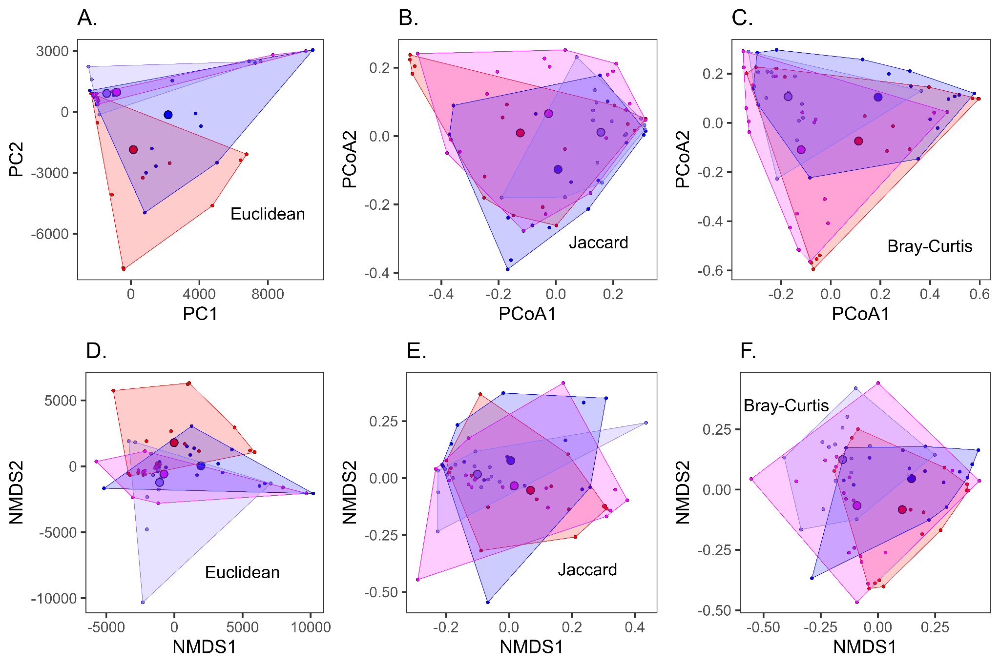 A.
3000
0
-3000
-6000
PC2
Euclidean
0 4000 8000
PC1
B.
0.2
0.0
-0.2
-0.4
PCoA2
Jaccard
-0.4 -0.2 0.0 0.2
PCoA1
C.
0.2
0.0
-0.2
-0.4
-0.6
PCoA2
Bray-Curtis
-0.2 0.0 0.2 0.4 0.6
PCoA1
D.
5000
0
-5000
-10000
NMDS2
Euclidean
-5000 0 5000 10000
NMDS1
E.
0.25
0.00
-0.25
-0.50
NMDS2
Jaccard
-0.2 0.0 0.2 0.4
NMDS1
F.
Bray-Curtis
0.25
0.00
-0.25
-0.50
NMDS2
-0.50 -0.25 0.00 0.25
NMDS1